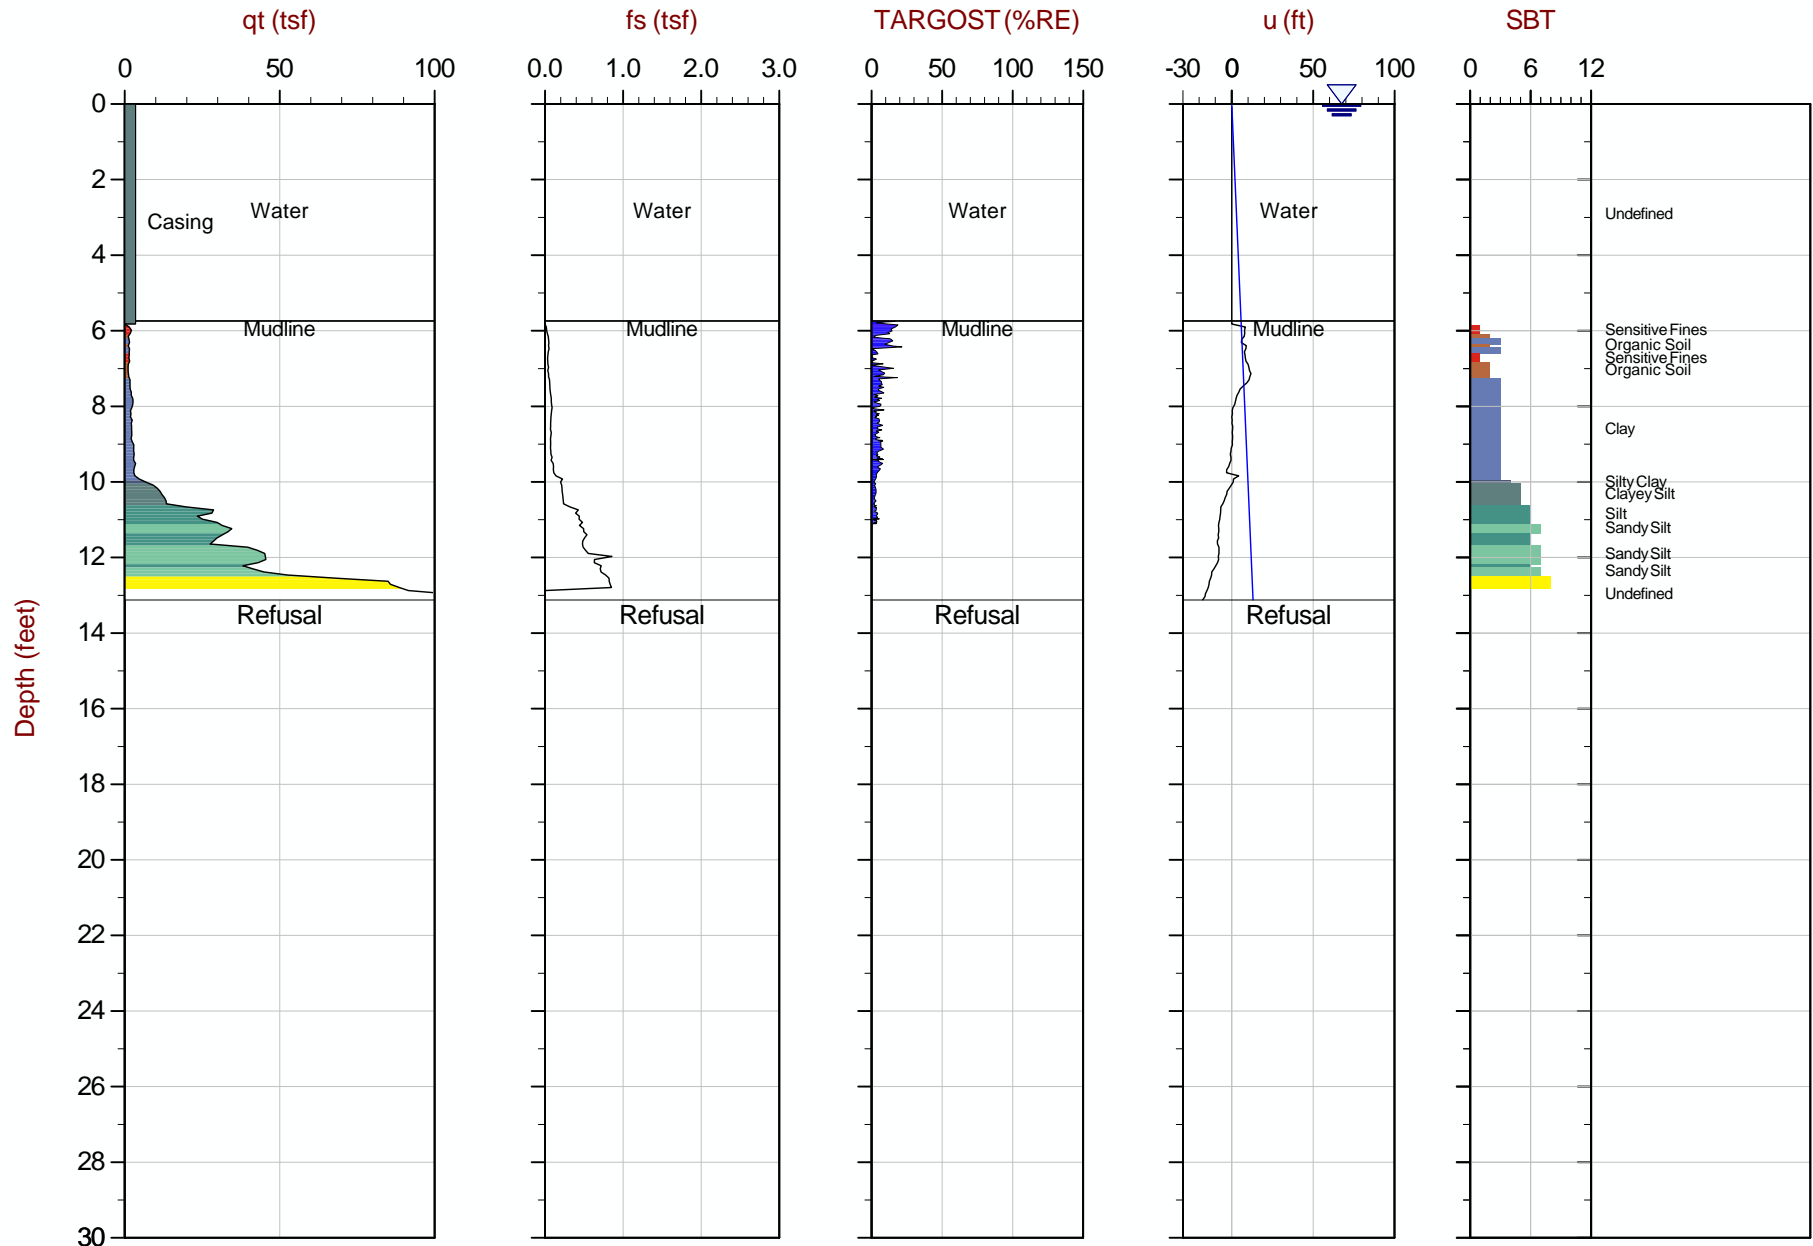 qt (tsf) fs (tsf) TARGOST (%RE) u (ft) SBT
0 50 100 0.0 1.0 2.0 3.0 0 50 100 150 -30 0 50 100 0 6 12
0
2
Water Water Water Water
Casing
Undefined
4
6
Mudline Mudline Mudline Mudline
Sensitive Fines
Organic Soil
Sensitive Fines
Organic Soil
8
Clay
10
Silty Clay
Clayey Silt
Silt
Sandy Silt
12
Sandy Silt
Sandy Silt
Undefined
Refusal Refusal Refusal Refusal
14
Depth (feet)
16
18
20
22
24
26
28
30